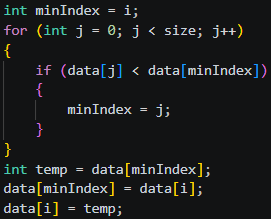 int minIndex = i;
for (int j = 0; j < size; j++)
{
    if (data[j] < data[minIndex])
    {
        minIndex = j;
    }
}
int temp = data[minIndex];
data[minIndex] = data[i];
data[i] = temp;